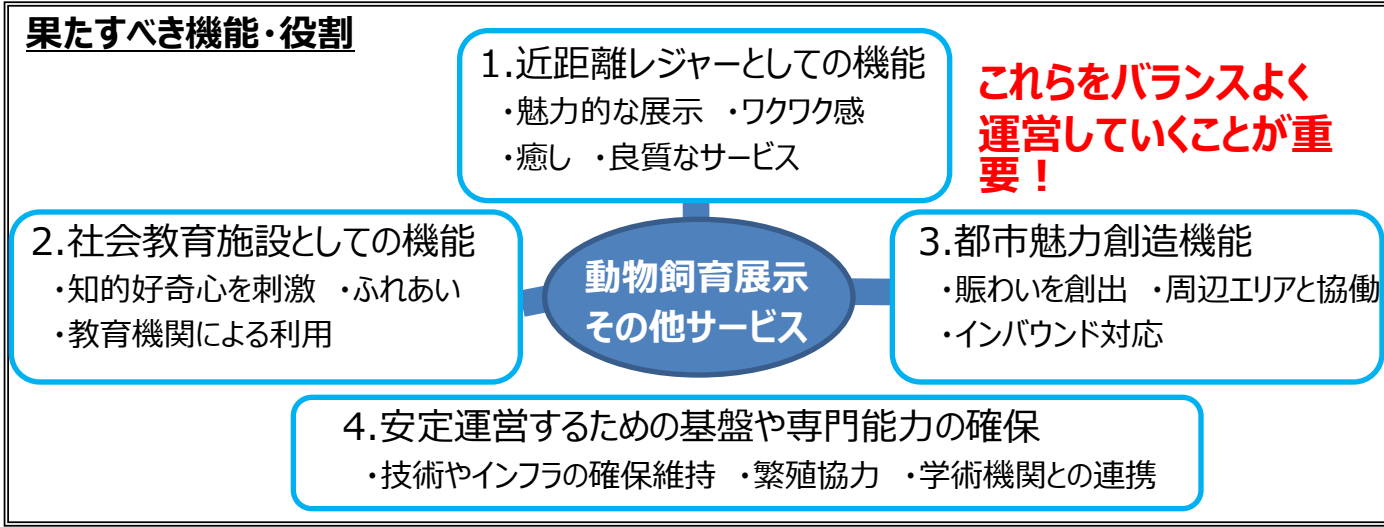 果たすべき機能・役割
1.近距離レジャーとしての機能
・魅力的な展示　・ワクワク感
・癒し　・良質なサービス
これらをバランスよく
運営していくことが重
要！
2.社会教育施設としての機能
・知的好奇心を刺激　・ふれあい
・教育機関による利用
動物飼育展示
その他サービス
3.都市魅力創造機能
・賑わいを創出　・周辺エリアと協働
・インバウンド対応
4.安定運営するための基盤や専門能力の確保
・技術やインフラの確保維持　・繁殖協力　・学術機関との連携